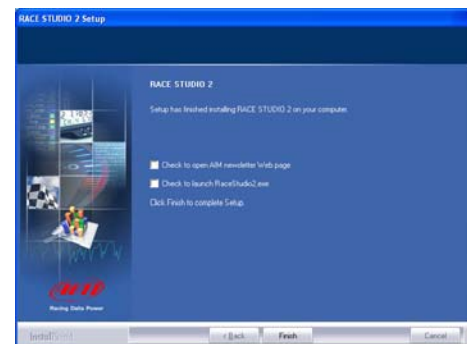 RACE STUDIO 2 Setup
RACE STUDIO 2
Setup has finished installing RACE STUDIO 2 on your computer.
Check to open AIM newsletter Web page
Check to launch RaceStudio2.exe
Click Finish to complete Setup.
AIM
Racing Data Power
< Back
Finish
Cancel